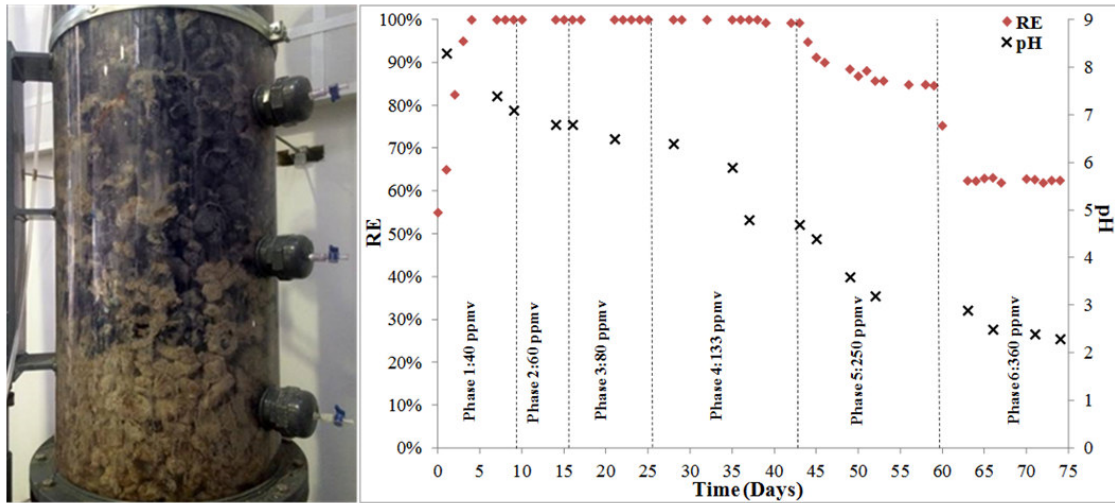 100%
90%
80%
70%
60%
50%
40%
30%
20%
10%
0%
RE
9
8
7
6
5
4
3
2
1
0
pH
RE
pH
Phase 1:40 ppmv
Phase 2:60 ppmv
Phase 3:80 ppmv
Phase 4:133 ppmv
Phase 5:250 ppmv
Phase 6:360 ppmv
0 5 10 15 20 25 30 35 40 45 50 55 60 65 70 75
Time (Days)